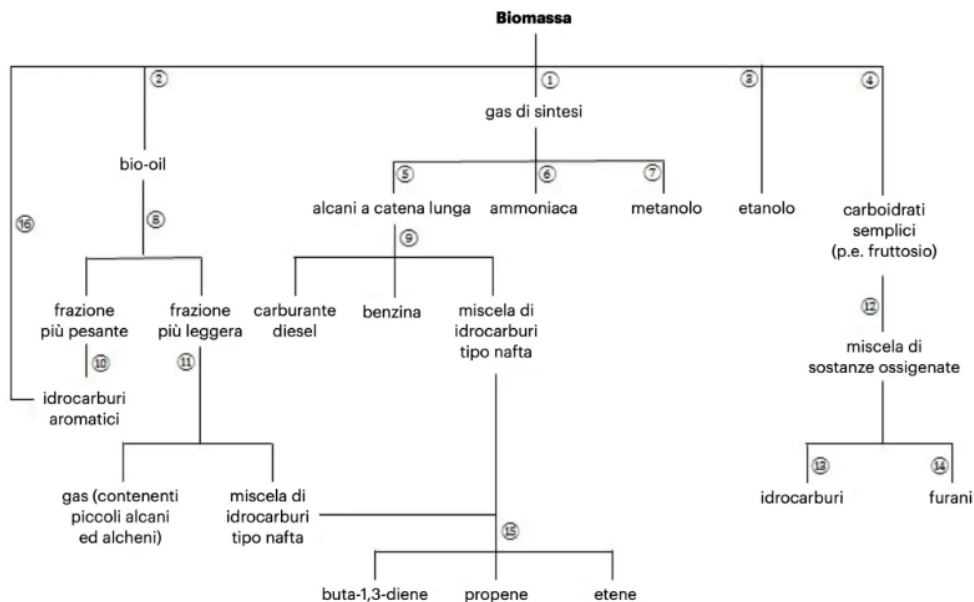 Biomassa
② ① ③ ④
gas di sintesi
bio-oil
⑤ ⑥ ⑦
alcani a catena lunga ammoniaca metanolo etanolo carboidrati
semplici
(p.e. fruttosio)
⑯ ⑧ ⑨
frazione
più pesante
frazione
più leggera
carburante
diesel
benzina
miscela di
idrocarburi
tipo nafta
⑫
⑩ ⑪
miscela di
sostanze ossigenate
idrocarburi
aromatici
⑬ ⑭
gas (contenenti
piccoli alcani
ed alcheni)
miscela di
idrocarburi
tipo nafta
idrocarburi furani
⑮
buta-1,3-diene propene etene